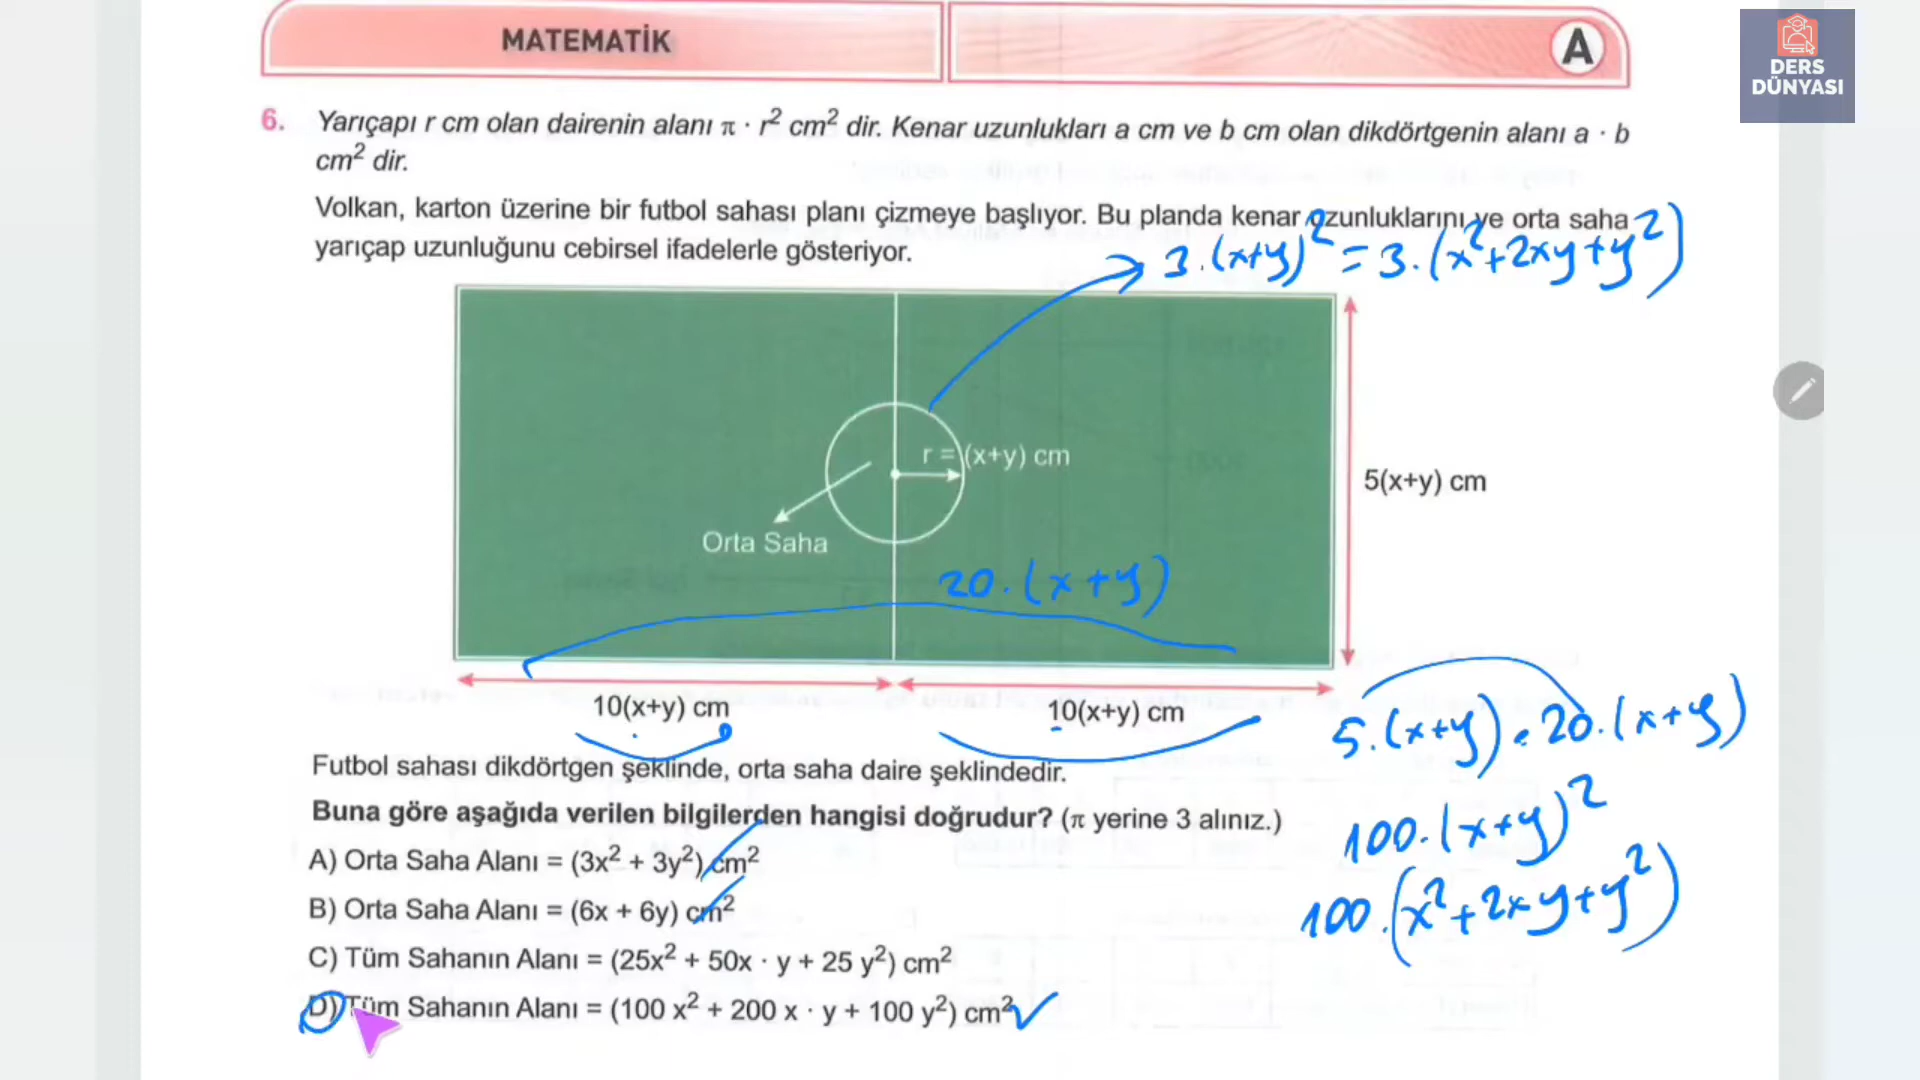 MATEMATİK
A
DERS
DÜNYASI
6. Yarıçapı r cm olan dairenin alanı π · r² cm² dir. Kenar uzunlukları a cm ve b cm olan dikdörtgenin alanı a · b
cm² dir.
Volkan, karton üzerine bir futbol sahası planı çizmeye başlıyor. Bu planda kenar uzunluklarını ve orta saha
yarıçap uzunluğunu cebirsel ifadelerle gösteriyor.
3.(x+y)² = 3.(x²+2xy+y²)
r = (x+y) cm
5(x+y) cm
Orta Saha
20.(x+y)
10(x+y) cm
10(x+y) cm
5.(x+y).20.(x+y)
Futbol sahası dikdörtgen şeklinde, orta saha daire şeklindedir.
Buna göre aşağıda verilen bilgilerden hangisi doğrudur? (π yerine 3 alınız.)
100.(x+y)²
A) Orta Saha Alanı = (3x² + 3y²) cm²
B) Orta Saha Alanı = (6x + 6y) cm²
100.(x²+2xy+y²)
C) Tüm Sahanın Alanı = (25x² + 50x · y + 25 y²) cm²
D) Tüm Sahanın Alanı = (100 x² + 200 x · y + 100 y²) cm²